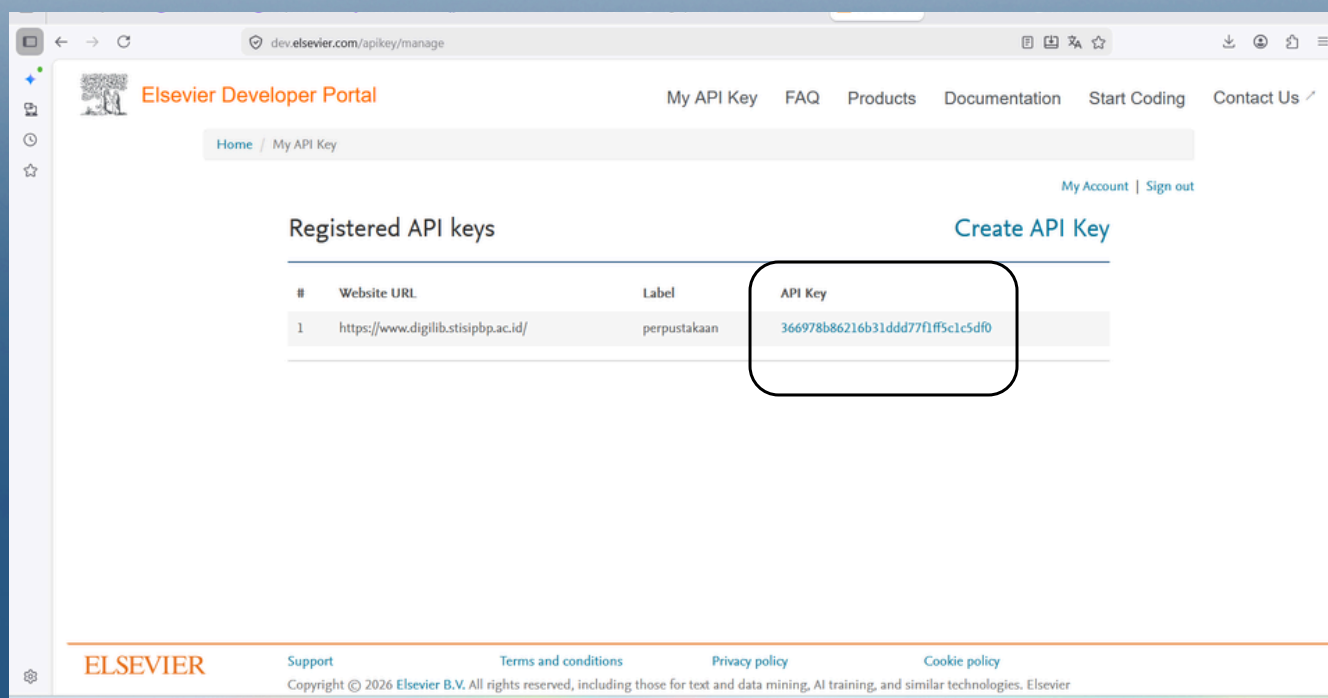 dev.elsevier.com/apikey/manage
Elsevier Developer Portal
My API Key FAQ Products Documentation Start Coding Contact Us
Home / My API Key
My Account | Sign out
Registered API keys
Create API Key
# Website URL Label API Key
1 https://www.digilib.stisipbp.ac.id/ perpustakaan 366978b86216b31ddd77f1ff5c1c5df0
ELSEVIER
Support Terms and conditions Privacy policy Cookie policy
Copyright © 2026 Elsevier B.V. All rights reserved, including those for text and data mining, AI training, and similar technologies. Elsevier